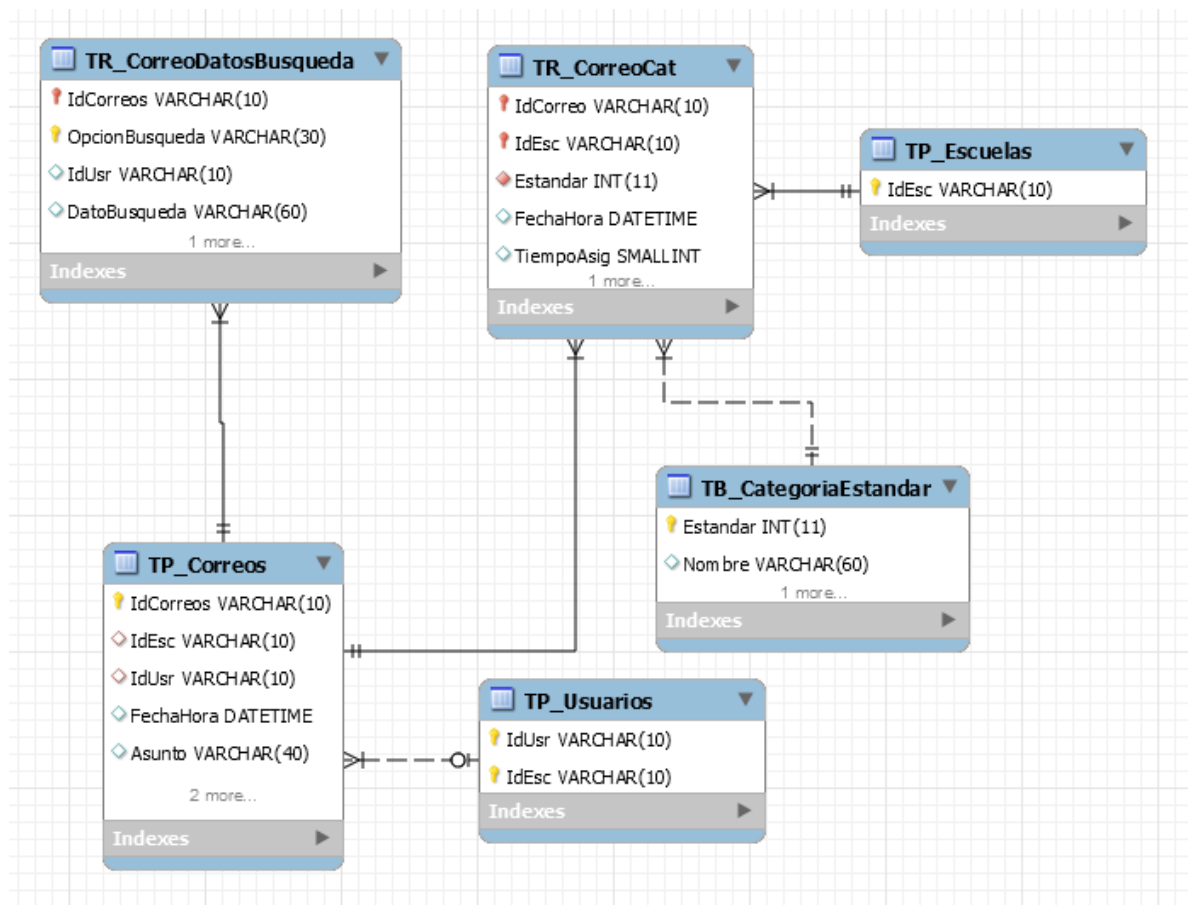 TR_CorreoDatosBusqueda
IdCorreos VARCHAR(10)
OpcionBusqueda VARCHAR(30)
IdUsr VARCHAR(10)
DatoBusqueda VARCHAR(60)
1 more...
Indexes
TR_CorreoCat
IdCorreo VARCHAR(10)
IdEsc VARCHAR(10)
Estandar INT(11)
FechaHora DATETIME
TiempoAsig SMALLINT
1 more...
Indexes
TP_Escuelas
IdEsc VARCHAR(10)
Indexes
TB_CategoriaEstandar
Estandar INT(11)
Nombre VARCHAR(60)
1 more...
Indexes
TP_Correos
IdCorreos VARCHAR(10)
IdEsc VARCHAR(10)
IdUsr VARCHAR(10)
FechaHora DATETIME
Asunto VARCHAR(40)
2 more...
Indexes
TP_Usuarios
IdUsr VARCHAR(10)
IdEsc VARCHAR(10)
Indexes